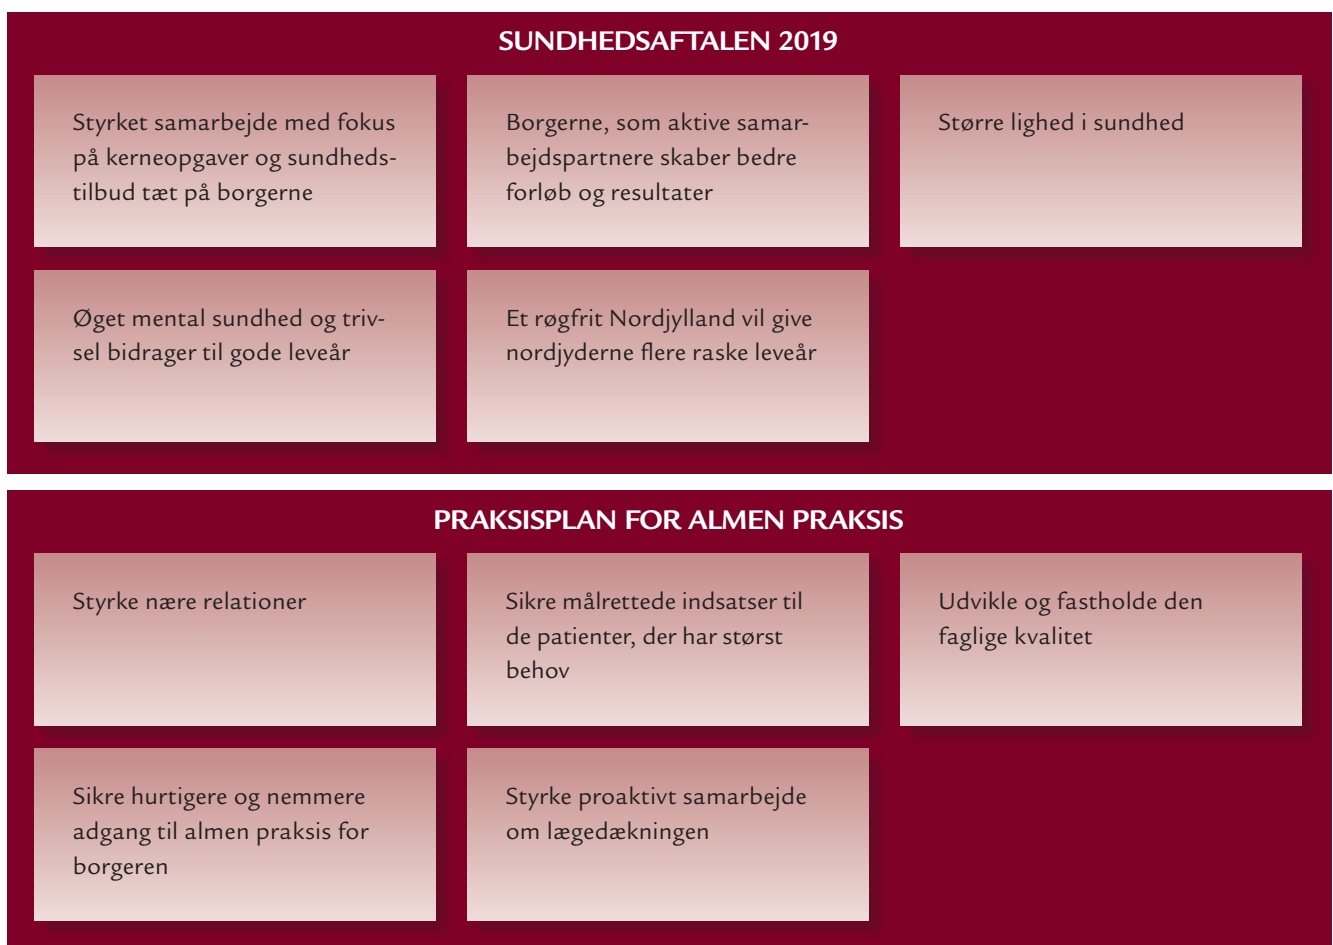 SUNDHEDSAFTALEN 2019
Styrket samarbejde med fokus
på kerneopgaver og sundheds-
tilbud tæt på borgerne
Borgerne, som aktive samar-
bejdspartnere skaber bedre
forløb og resultater
Større lighed i sundhed
Øget mental sundhed og triv-
sel bidrager til gode leveår
Et røgfrit Nordjylland vil give
nordjyderne flere raske leveår
PRAKSISPLAN FOR ALMEN PRAKSIS
Styrke nære relationer
Sikre målrettede indsatser til
de patienter, der har størst
behov
Udvikle og fastholde den
faglige kvalitet
Sikre hurtigere og nemmere
adgang til almen praksis for
borgeren
Styrke proaktivt samarbejde
om lægedækningen